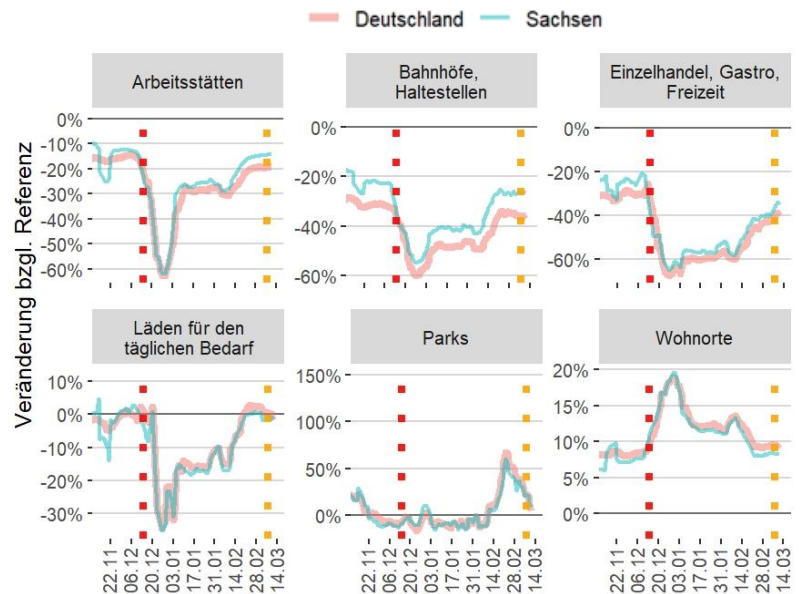 Deutschland Sachsen
Veränderung bzgl. Referenz
Arbeitsstätten
0%
-10%
-20%
-30%
-40%
-50%
-60%
Bahnhöfe,
Haltestellen
0%
-20%
-40%
-60%
Einzelhandel, Gastro,
Freizeit
0%
-20%
-40%
-60%
Läden für den
täglichen Bedarf
10%
0%
-10%
-20%
-30%
22.11 06.12 20.12 03.01 17.01 31.01 14.02 28.02 14.03
Parks
150%
100%
50%
0%
22.11 06.12 20.12 03.01 17.01 31.01 14.02 28.02 14.03
Wohnorte
20%
15%
10%
5%
0%
22.11 06.12 20.12 03.01 17.01 31.01 14.02 28.02 14.03